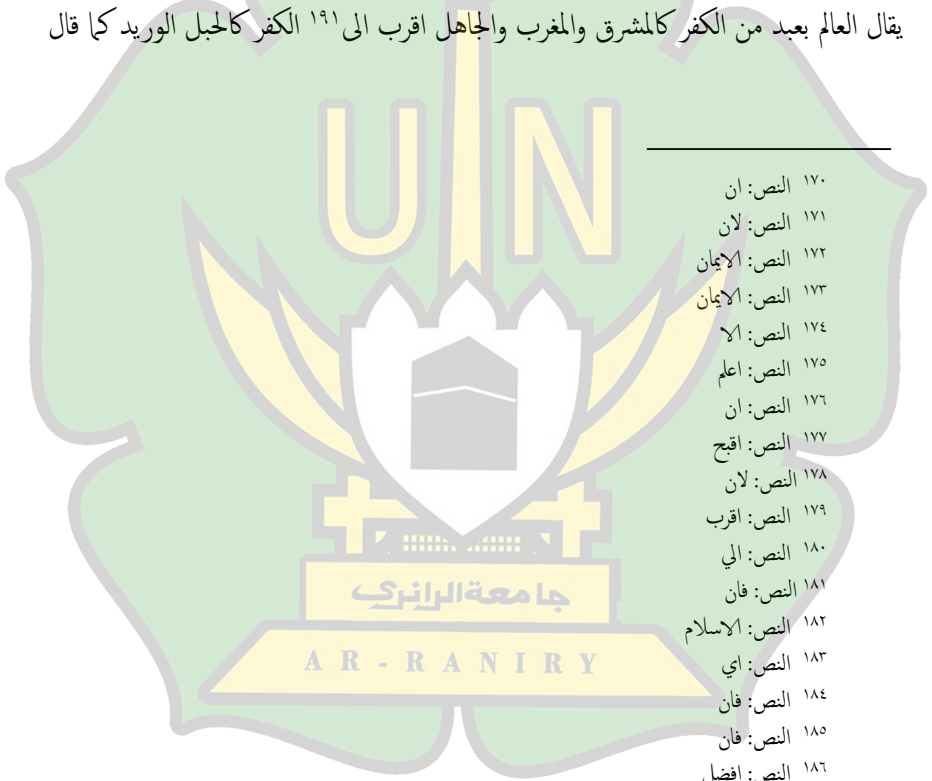 يقال العالم بعبد من الكفر كالمشرق والمغرب والجاهل اقرب الى١٩١ الكفر كالحبل الوريد كما قال
١٧٠ النص: ان
١٧١ النص: لان
١٧٢ النص: الايمان
١٧٣ النص: الايمان
١٧٤ النص: الا
١٧٥ النص: اعلم
١٧٦ النص: ان
١٧٧ النص: اقبح
١٧٨ النص: لان
١٧٩ النص: اقرب
١٨٠ النص: الي
١٨١ النص: فان
١٨٢ النص: الاسلام
١٨٣ النص: اي
١٨٤ النص: فان
١٨٥ النص: فان
١٨٦ النص: افضل
UIN
جامعة الرانري
AR-RANIRY